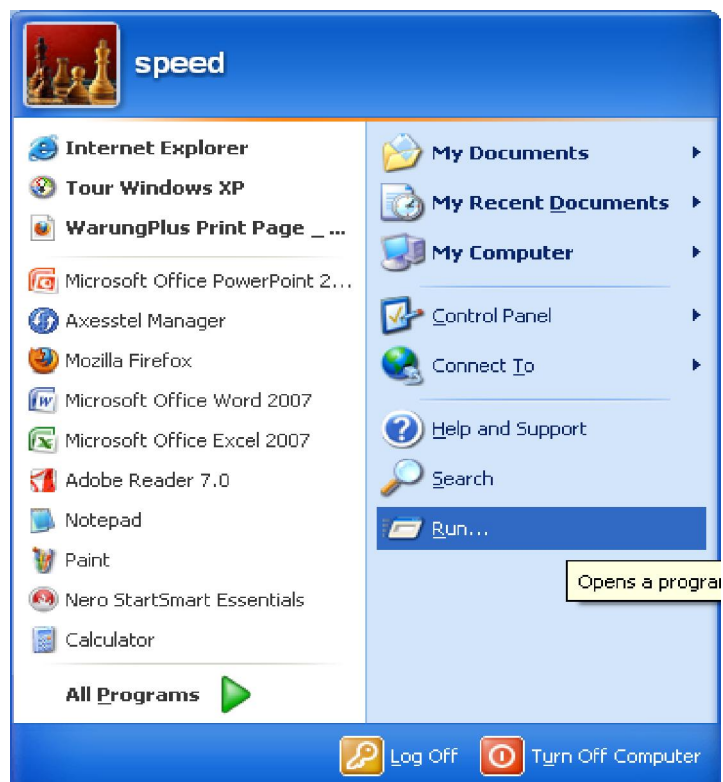 speed
Internet Explorer
Tour Windows XP
WarungPlus Print Page _ ...
Microsoft Office PowerPoint 2...
Axesstel Manager
Mozilla Firefox
Microsoft Office Word 2007
Microsoft Office Excel 2007
Adobe Reader 7.0
Notepad
Paint
Nero StartSmart Essentials
Calculator
All Programs
My Documents
My Recent Documents
My Computer
Control Panel
Connect To
Help and Support
Search
Run...
Opens a program
Log Off
Turn Off Computer